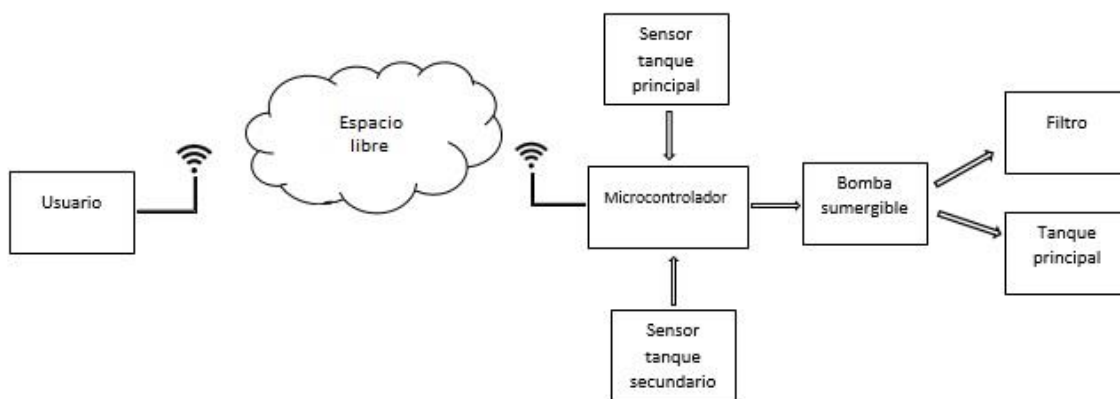 Usuario
Espacio
libre
Sensor
tanque
principal
Microcontrolador
Sensor
tanque
secundario
Bomba
sumergible
Filtro
Tanque
principal